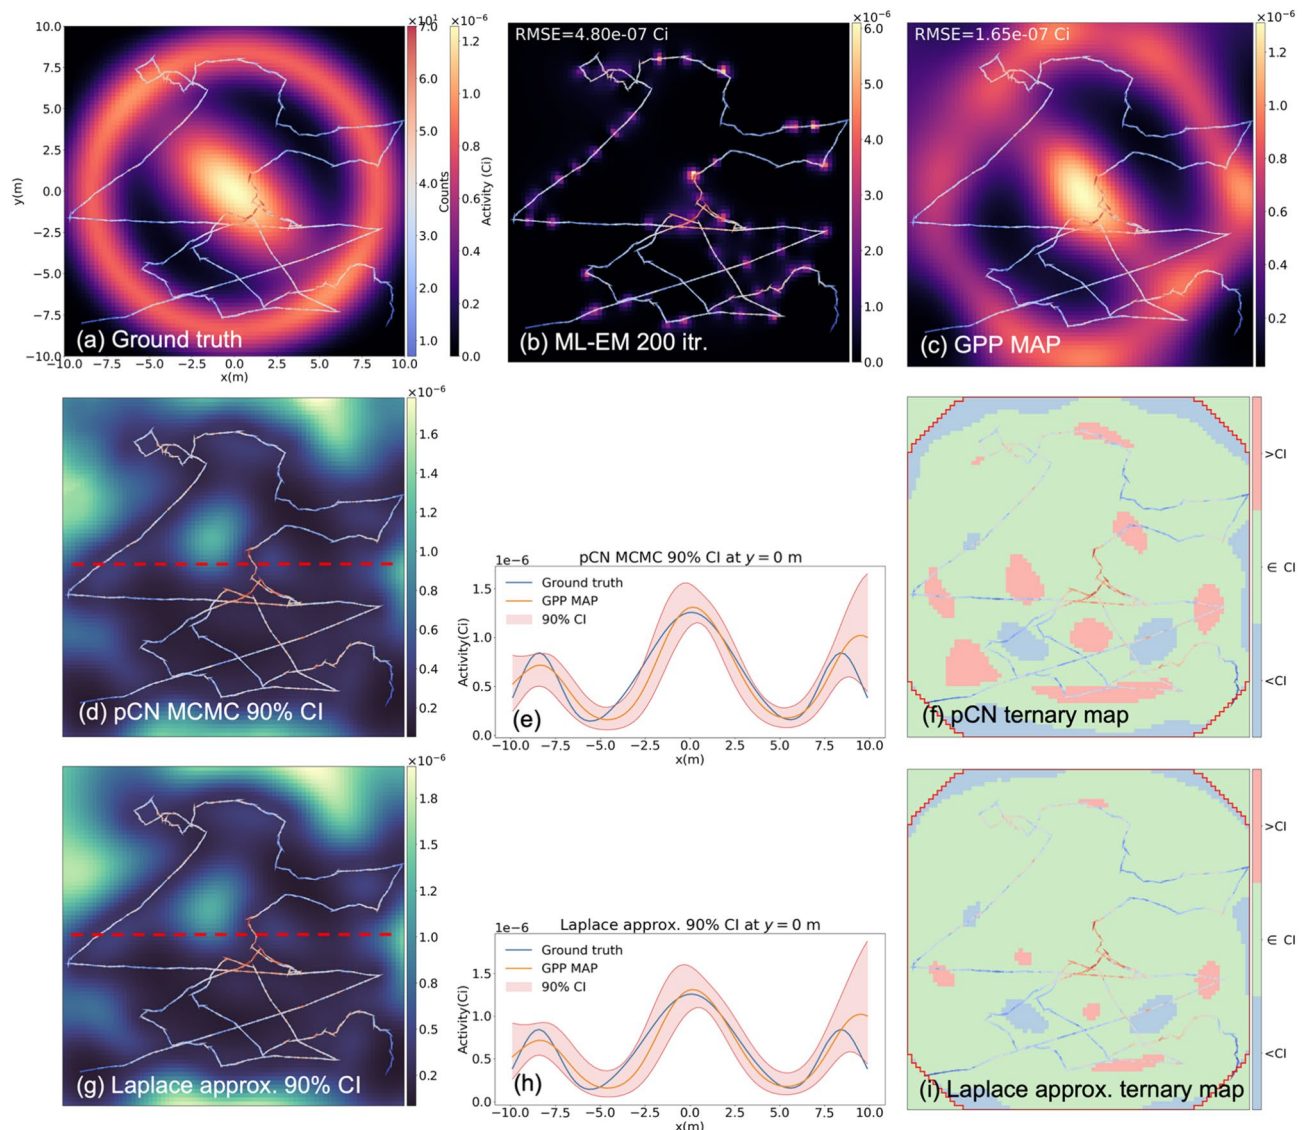 ×10¹ ×10⁻⁶
10.0
7.5
5.0
2.5
0.0
−2.5
−5.0
−7.5
−10.0
y(m)
−10.0 −7.5 −5.0 −2.5 0.0 2.5 5.0 7.5 10.0
x(m)
(a) Ground truth
7.0
6.0
5.0
4.0
3.0
2.0
1.0
Counts
1.2
1.0
0.8
0.6
0.4
0.2
0.0
Activity (Ci)
RMSE=4.80e-07 Ci
(b) ML-EM 200 itr.
×10⁻⁶
6.0
5.0
4.0
3.0
2.0
1.0
0.0
RMSE=1.65e-07 Ci
(c) GPP MAP
×10⁻⁶
1.2
1.0
0.8
0.6
0.4
0.2
(d) pCN MCMC 90% CI
×10⁻⁶
1.6
1.4
1.2
1.0
0.8
0.6
0.4
0.2
pCN MCMC 90% CI at y = 0 m
1e−6
Ground truth
GPP MAP
90% CI
1.5
1.0
0.5
0.0
Activity(Ci)
(e)
−10.0 −7.5 −5.0 −2.5 0.0 2.5 5.0 7.5 10.0
x(m)
(f) pCN ternary map
>CI
∈ CI
<CI
(g) Laplace approx. 90% CI
×10⁻⁶
1.8
1.6
1.4
1.2
1.0
0.8
0.6
0.4
0.2
Laplace approx. 90% CI at y = 0 m
1e−6
Ground truth
GPP MAP
90% CI
1.5
1.0
0.5
0.0
Activity(Ci)
(h)
−10.0 −7.5 −5.0 −2.5 0.0 2.5 5.0 7.5 10.0
x(m)
(i) Laplace approx. ternary map
>CI
∈ CI
<CI